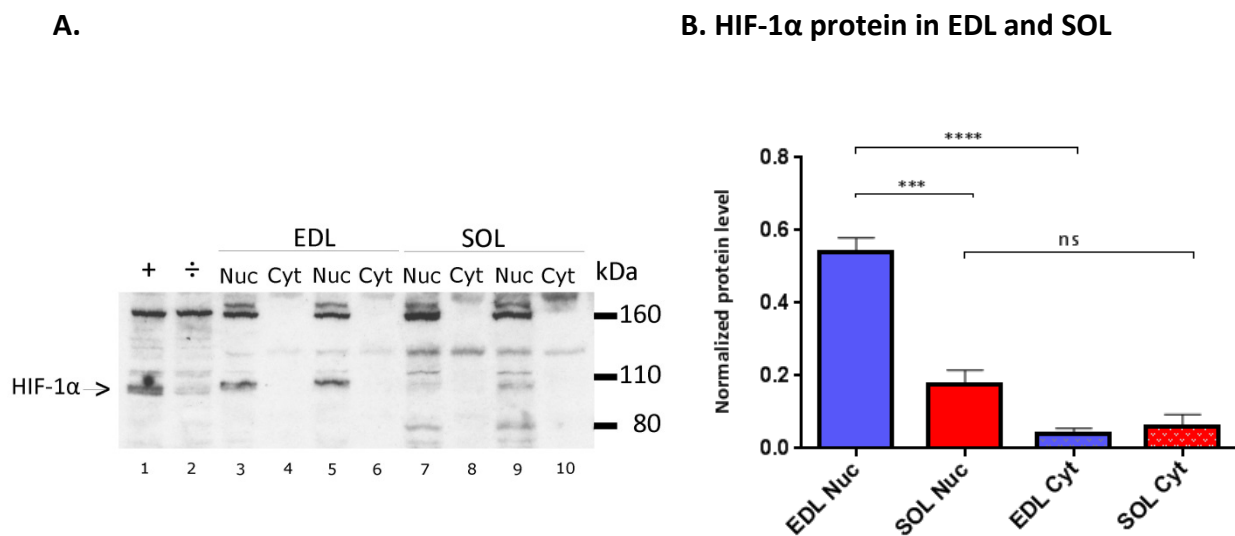 A.
B. HIF-1α protein in EDL and SOL
EDL SOL
+ ÷ Nuc Cyt Nuc Cyt Nuc Cyt Nuc Cyt kDa
160
110
HIF-1α
80
1 2 3 4 5 6 7 8 9 10
Normalized protein level
0.8
0.6
0.4
0.2
0.0
****
***
ns
EDL Nuc
SOL Nuc
EDL Cyt
SOL Cyt